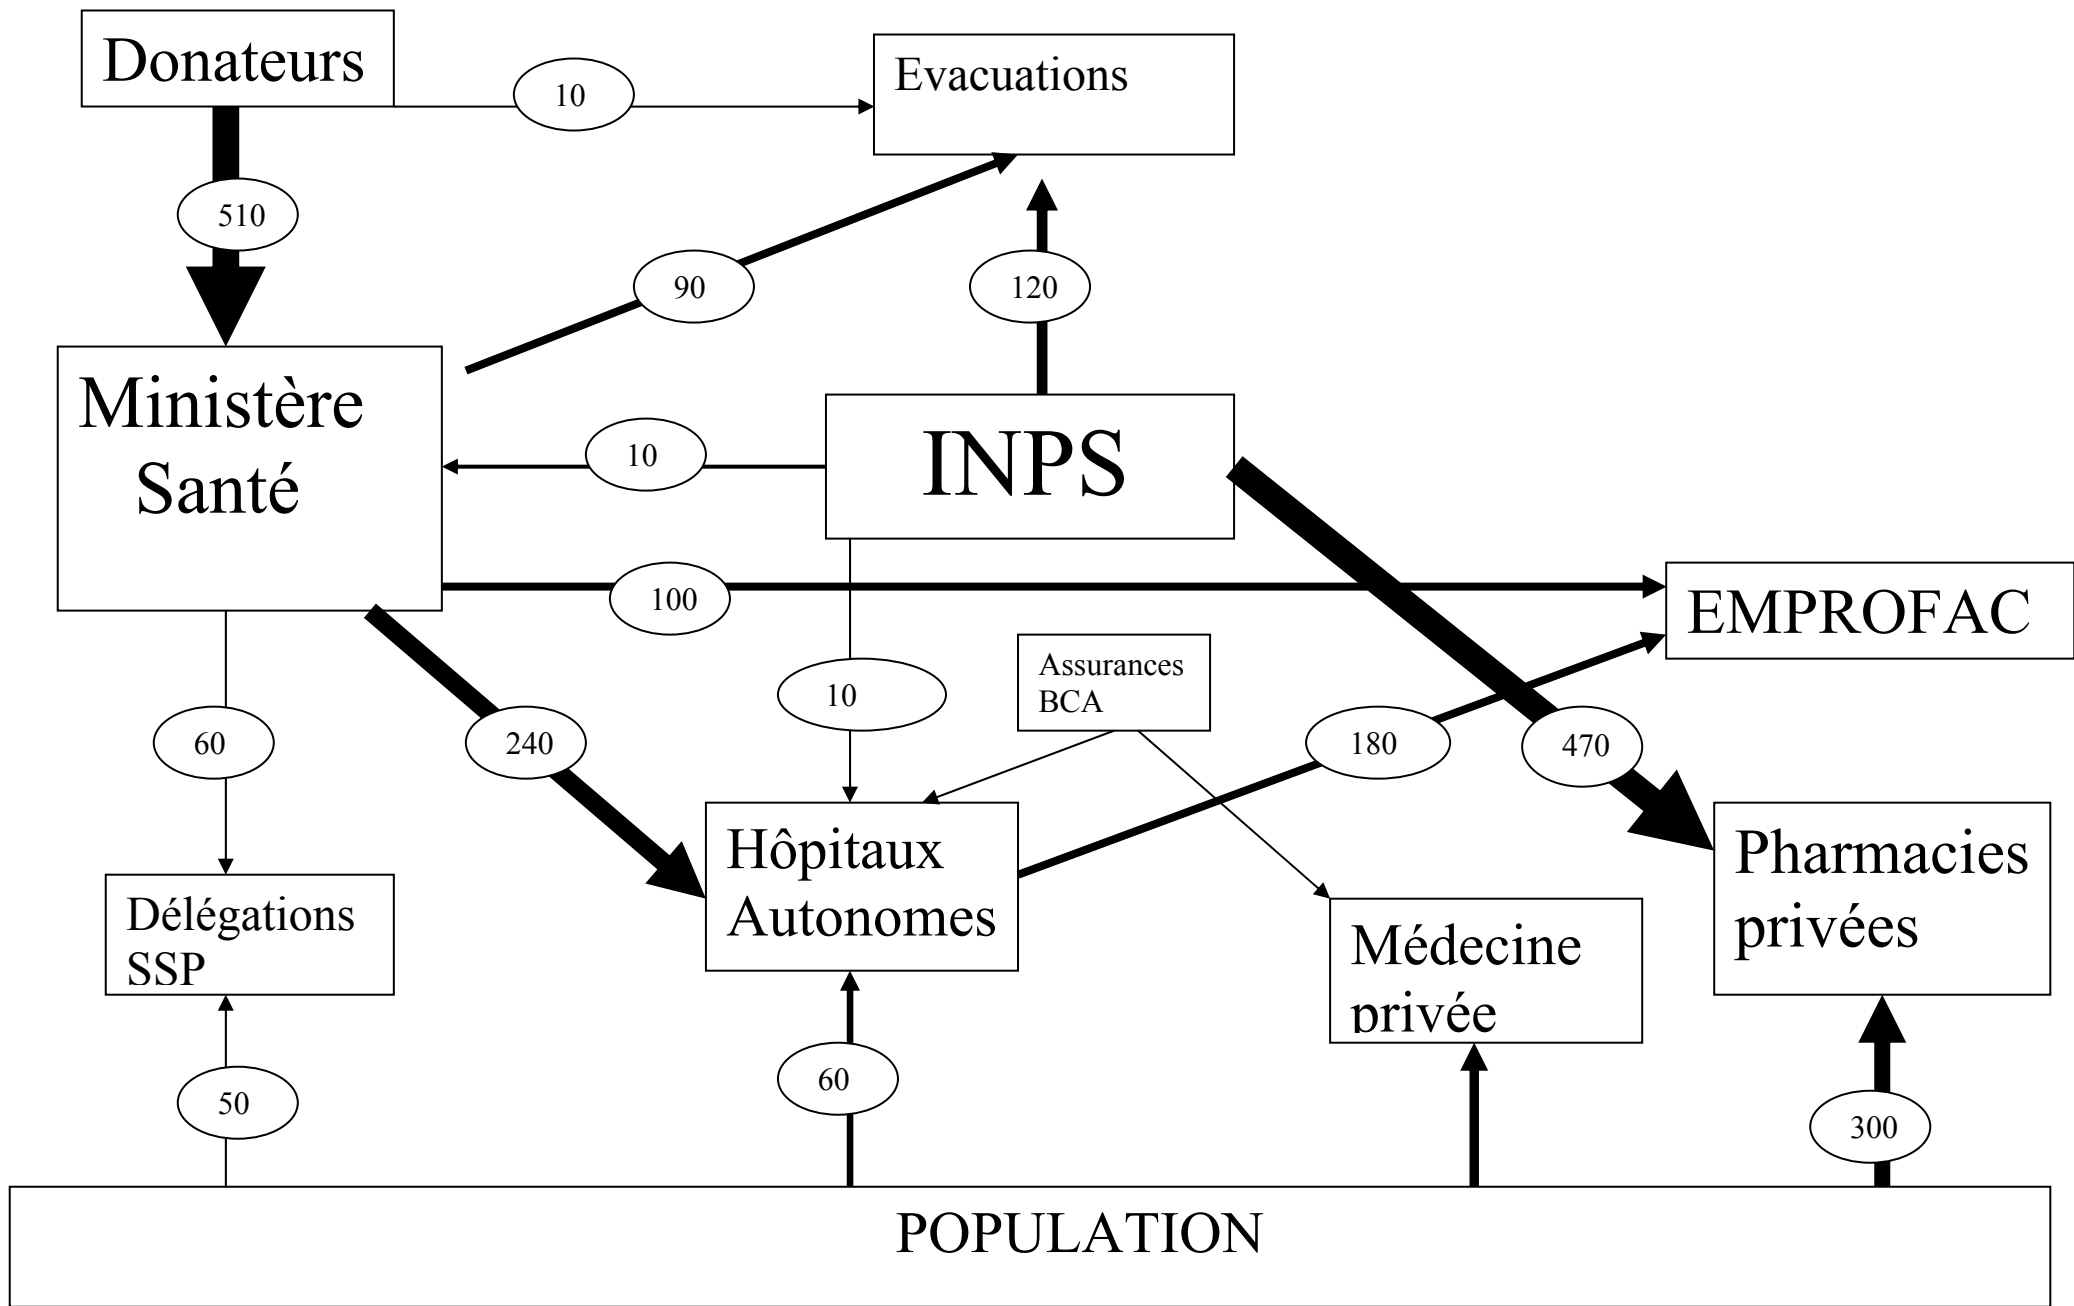 Donateurs
10
Evacuations
510
90
120
Ministère
Santé
10
INPS
100
EMPROFAC
Assurances
BCA
10
60
240
180
470
Hôpitaux
Autonomes
Pharmacies
privées
Délégations
SSP
Médecine
privée
50
60
300
POPULATION